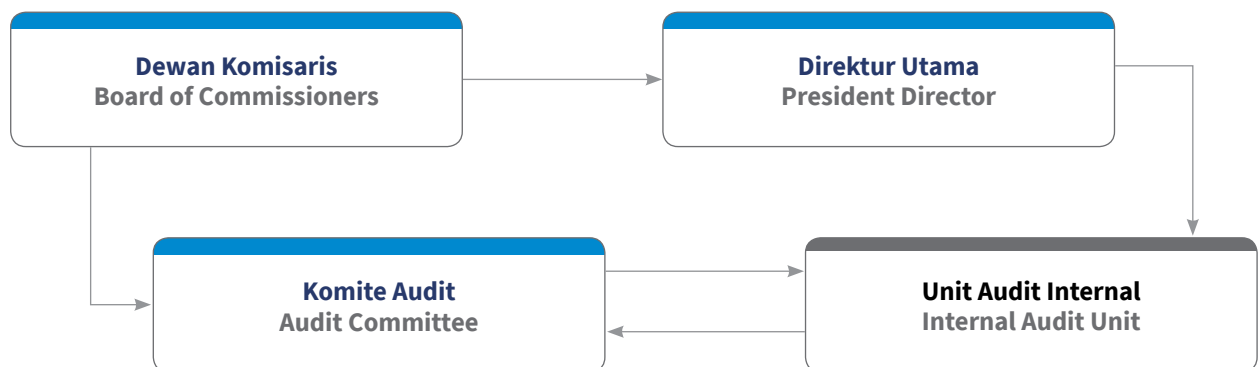 Dewan Komisaris
Board of Commissioners
Direktur Utama
President Director
Komite Audit
Audit Committee
Unit Audit Internal
Internal Audit Unit